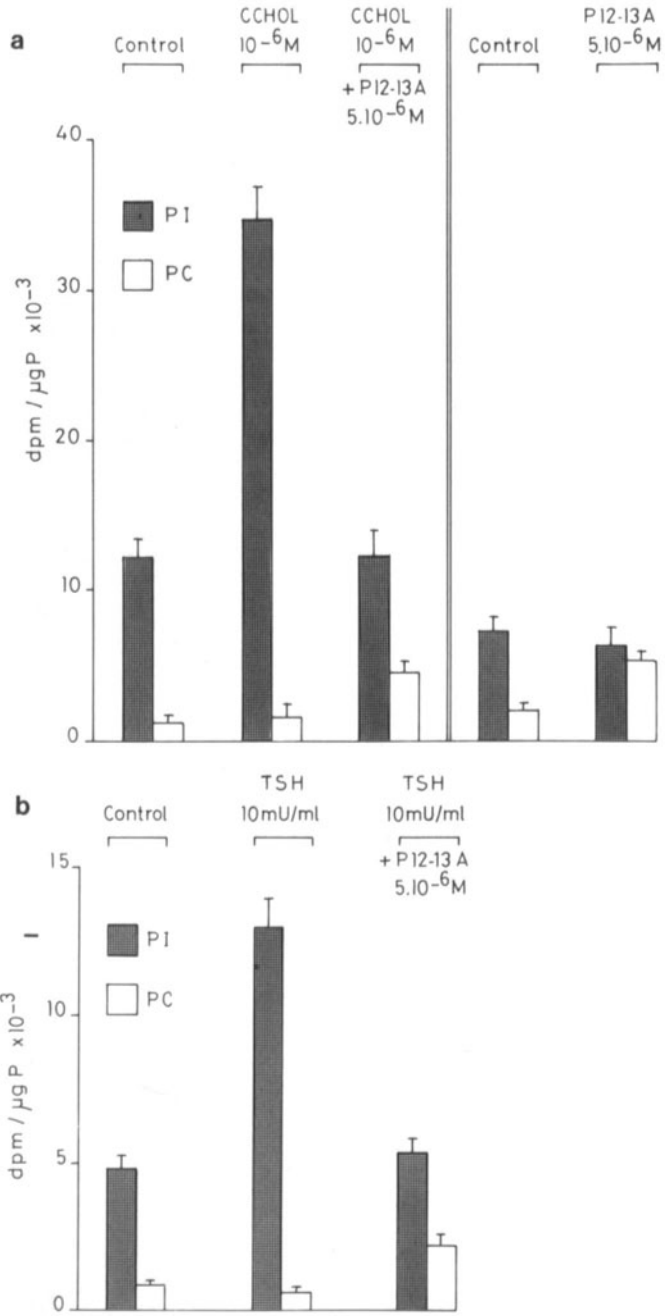 a
Control
CCHOL
10⁻⁶M
CCHOL
10⁻⁶M
+ P12-13A
5.10⁻⁶M
Control
P12-13A
5.10⁻⁶M
dpm / µgP x10⁻³
40
30
20
10
0
PI
PC
b
Control
TSH
10mU/ml
TSH
10mU/ml
+ P12-13A
5.10⁻⁶M
dpm / µg P x10⁻³
15
10
5
0
PI
PC